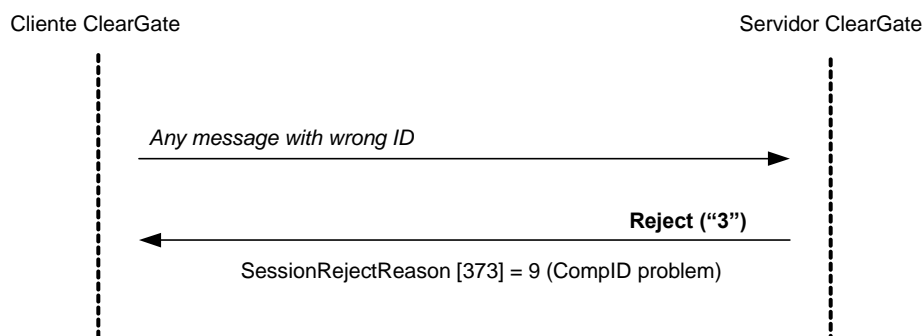 Cliente ClearGate
Servidor ClearGate
Any message with wrong ID
Reject (“3”)
SessionRejectReason [373] = 9 (CompID problem)